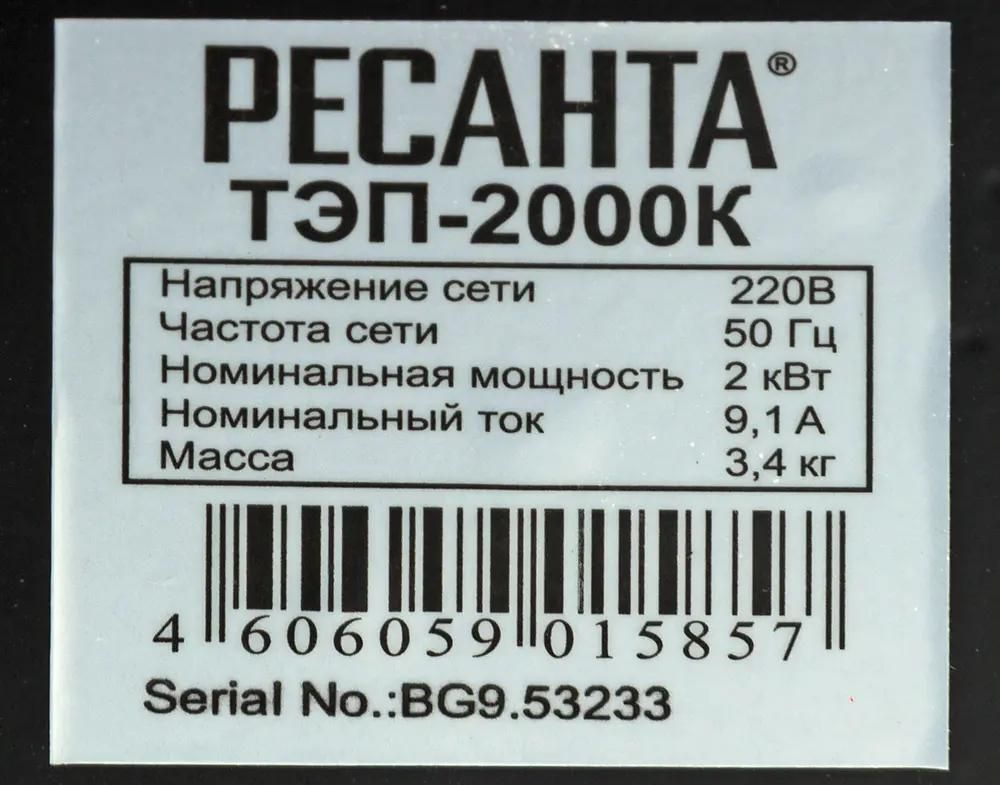 РЕСАНТА®
ТЭП-2000К
Напряжение сети 220В
Частота сети 50 Гц
Номинальная мощность 2 кВт
Номинальный ток 9,1 А
Масса 3,4 кг
4 606059 015857
Serial No.:BG9.53233